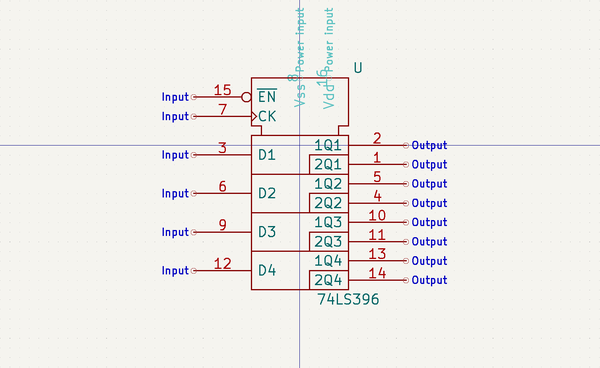 Power input
Power input
8
16
Vss
Vdd
U
Input
15
EN
Input
7
CK
Input
3
D1
1Q1
2
Output
2Q1
1
Output
Input
6
D2
1Q2
5
Output
2Q2
4
Output
Input
9
D3
1Q3
10
Output
2Q3
11
Output
Input
12
D4
1Q4
13
Output
2Q4
14
Output
74LS396